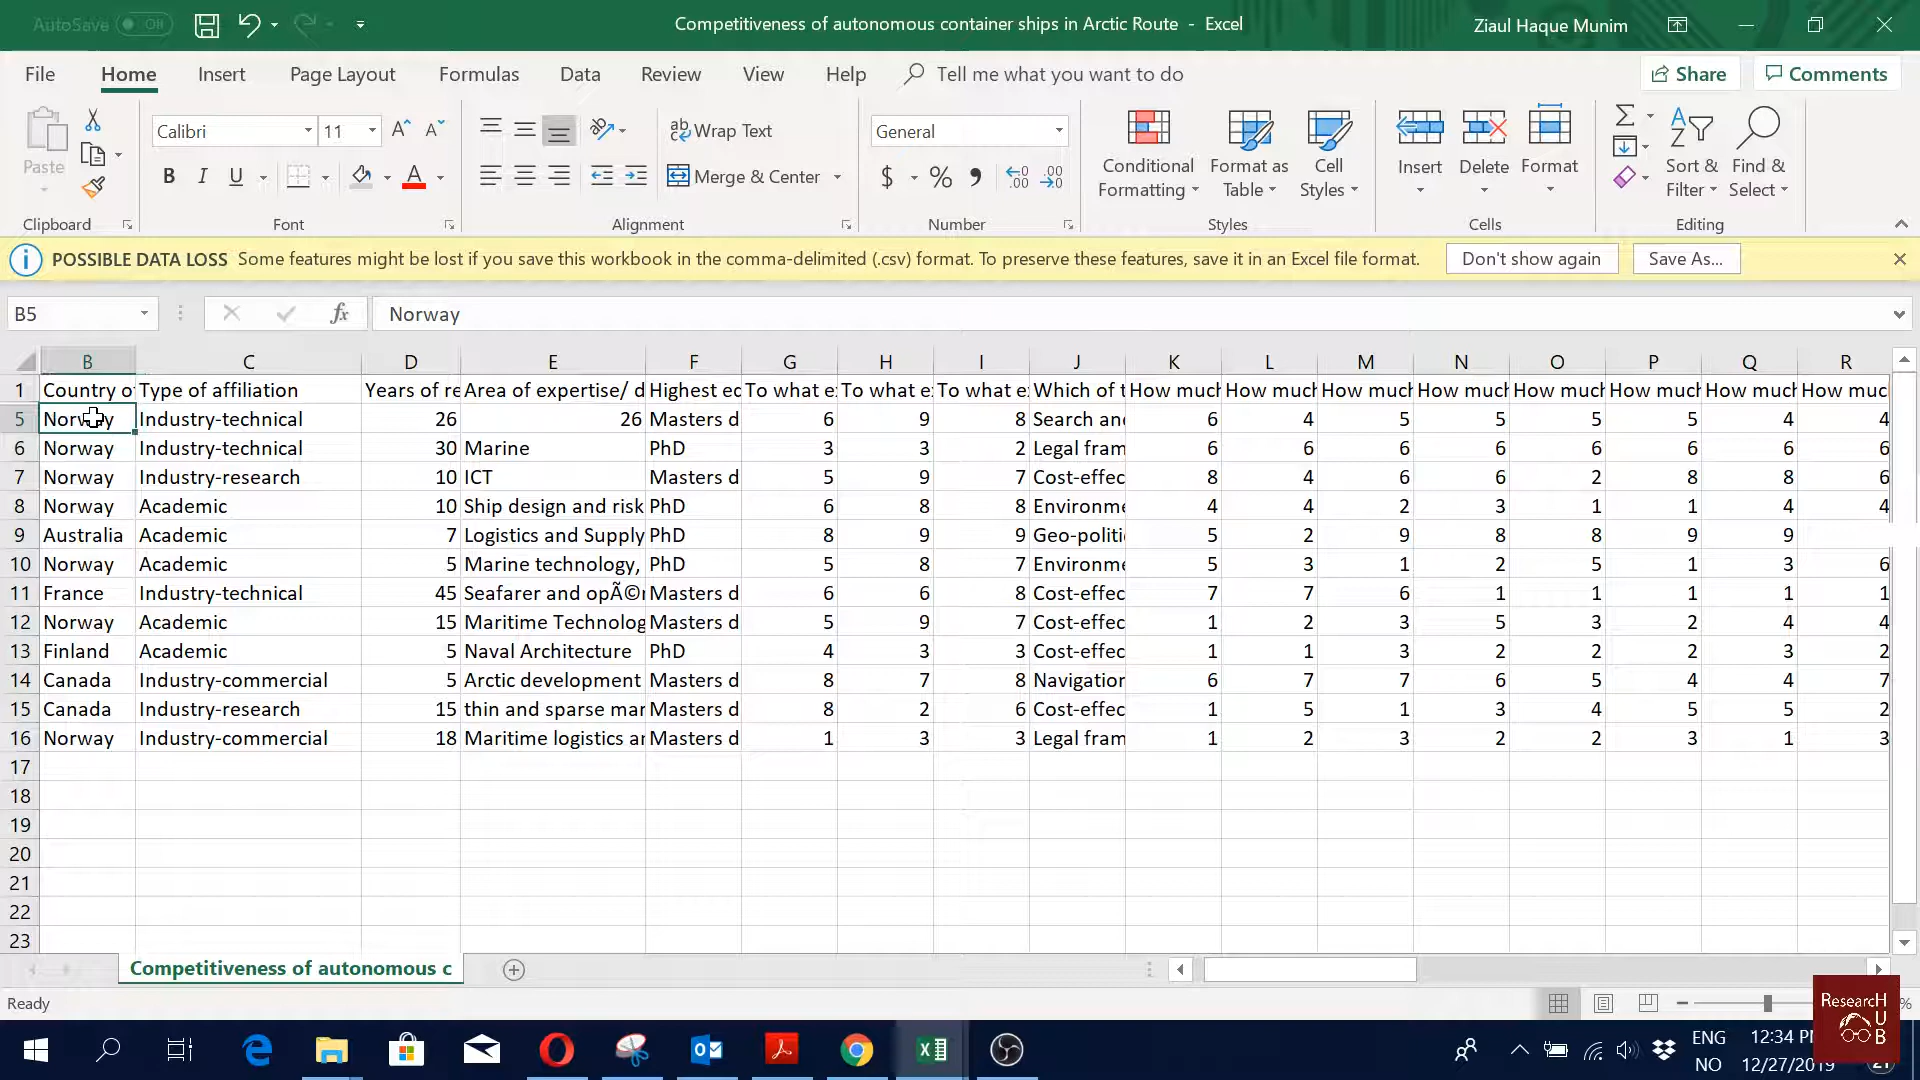 AutoSave Off Competitiveness of autonomous container ships in Arctic Route - Excel Ziaul Haque Munim
File Home Insert Page Layout Formulas Data Review View Help Tell me what you want to do Share Comments
Calibri 11 Wrap Text General
Paste B I U Merge & Center $ % Conditional Formatting Format as Table Cell Styles Insert Delete Format Sort & Filter Find & Select
Clipboard Font Alignment Number Styles Cells Editing
POSSIBLE DATA LOSS Some features might be lost if you save this workbook in the comma-delimited (.csv) format. To preserve these features, save it in an Excel file format. Don't show again Save As...
B5 fx Norway
B C D E F G H I J K L M N O P Q R
1 Country of Type of affiliation Years of re Area of expertise/ d Highest ed To what ex To what ex To what ex Which of t How much How much How much How much How much How much How much How much
5 Norway Industry-technical 26 26 Masters d 6 9 8 Search and 6 4 5 5 5 5 4 4
6 Norway Industry-technical 30 Marine PhD 3 3 2 Legal fram 6 6 6 6 6 6 6 6
7 Norway Industry-research 10 ICT Masters d 5 9 7 Cost-effec 8 4 6 6 2 8 8 6
8 Norway Academic 10 Ship design and risk PhD 6 8 8 Environme 4 4 2 3 1 1 4 4
9 Australia Academic 7 Logistics and Supply PhD 8 9 9 Geo-politi 5 2 9 8 8 9 9
10 Norway Academic 5 Marine technology, PhD 5 8 7 Environme 5 3 1 2 5 1 3 6
11 France Industry-technical 45 Seafarer and opÃ©r Masters d 6 6 8 Cost-effec 7 7 6 1 1 1 1 1
12 Norway Academic 15 Maritime Technolog Masters d 5 9 7 Cost-effec 1 2 3 5 3 2 4 4
13 Finland Academic 5 Naval Architecture PhD 4 3 3 Cost-effec 1 1 3 2 2 2 3 2
14 Canada Industry-commercial 5 Arctic development Masters d 8 7 8 Navigation 6 7 7 6 5 4 4 7
15 Canada Industry-research 15 thin and sparse mar Masters d 8 2 6 Cost-effec 1 5 1 3 4 5 5 2
16 Norway Industry-commercial 18 Maritime logistics an Masters d 1 3 3 Legal fram 1 2 3 2 2 3 1 3
17
18
19
20
21
22
23
Competitiveness of autonomous c
Ready %
ResearcH UB
ENG 12:34 PM
NO 12/27/2019 21